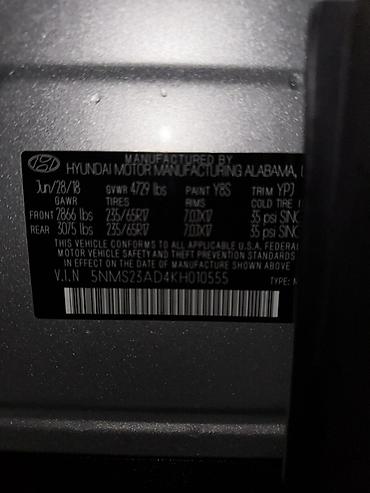 MANUFACTURED BY
HYUNDAI MOTOR MANUFACTURING ALABAMA,
Jun/28/18 GVWR 4729 lbs PAINT Y8S TRIM YPJ
GAWR TIRES RIMS COLD TIRE
FRONT 2866 lbs 235/65R17 7.0JX17 35 psi SING
REAR 3075 lbs 235/65R17 7.0JX17 35 psi SING
THIS VEHICLE CONFORMS TO ALL APPLICABLE U.S.A. FEDERAL
MOTOR VEHICLE SAFETY AND THEFT PREVENTION STANDARDS
IN EFFECT ON THE DATE OF MANUFACTURE SHOWN ABOVE.
V.I.N 5NMS23AD4KH010555
TYPE: